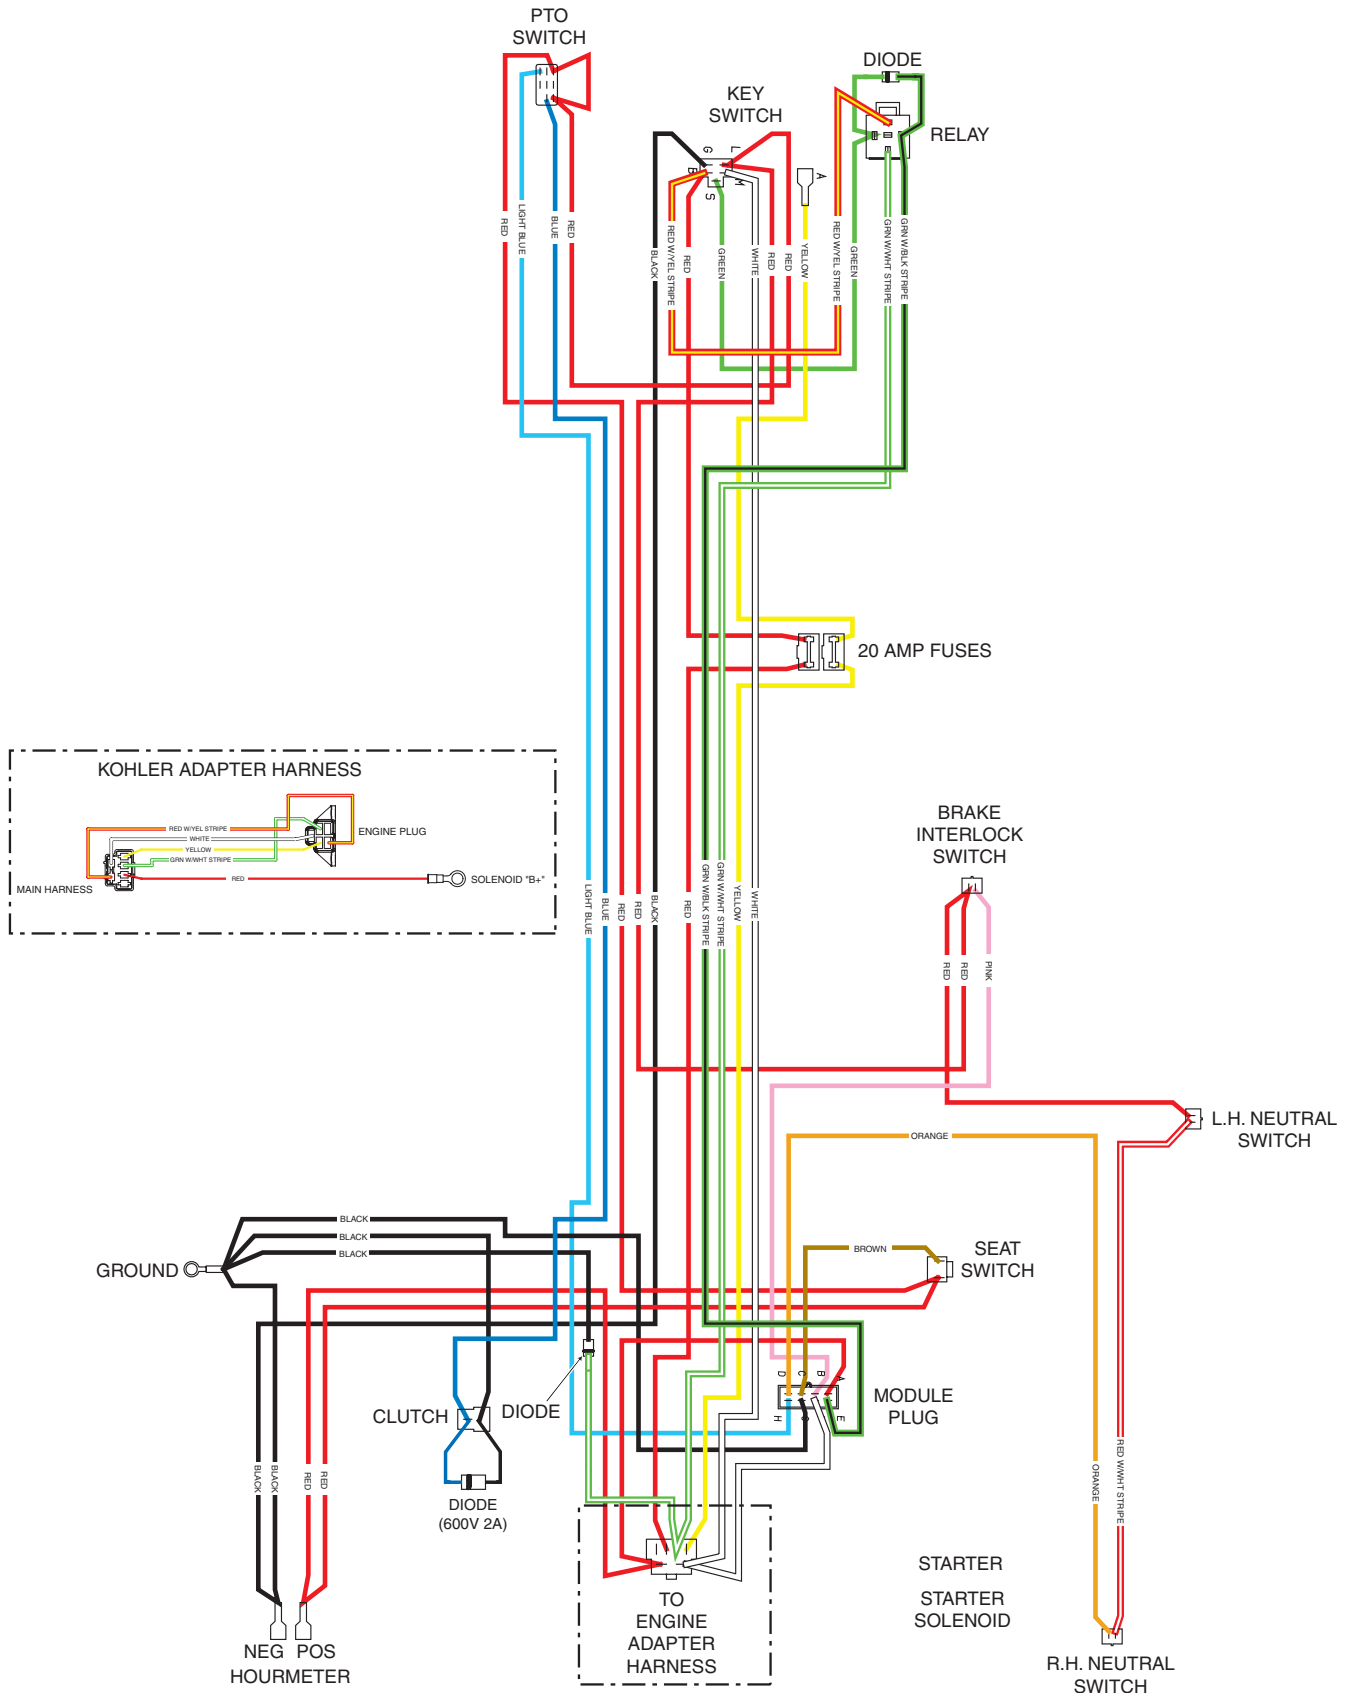 PTO
SWITCH
DIODE
KEY
SWITCH
RELAY
G
L
B
M
S
A
RED
LIGHT BLUE
BLUE
RED
BLACK
RED W/YEL STRIPE
RED
GREEN
WHITE
RED
RED
YELLOW
RED W/YEL STRIPE
GREEN
GRN W/WHT STRIPE
GRN W/BLK STRIPE
20 AMP FUSES
KOHLER ADAPTER HARNESS
RED W/YEL STRIPE
WHITE
YELLOW
GRN W/WHT STRIPE
RED
ENGINE PLUG
MAIN HARNESS
SOLENOID "B+"
BRAKE
INTERLOCK
SWITCH
LIGHT BLUE
BLUE
RED
RED
BLACK
RED
GRN W/BLK STRIPE
GRN W/WHT STRIPE
YELLOW
WHITE
RED
RED
PINK
L.H. NEUTRAL
SWITCH
ORANGE
BLACK
BLACK
BLACK
GROUND
BROWN
SEAT
SWITCH
D
C
B
A
H
E
MODULE
PLUG
CLUTCH
DIODE
DIODE
(600V 2A)
BLACK
BLACK
RED
RED
ORANGE
RED W/WHT STRIPE
STARTER
STARTER
SOLENOID
TO
ENGINE
ADAPTER
HARNESS
NEG POS
HOURMETER
R.H. NEUTRAL
SWITCH